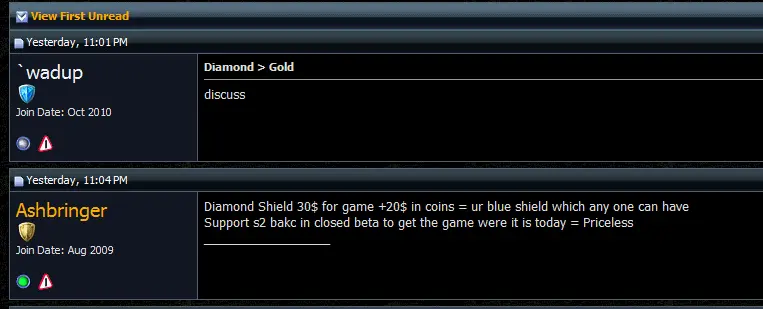 View First Unread
Yesterday, 11:01 PM
`wadup
Join Date: Oct 2010
Diamond > Gold
discuss
Yesterday, 11:04 PM
Ashbringer
Join Date: Aug 2009
Diamond Shield 30$ for game +20$ in coins = ur blue shield which any one can have
Support s2 bakc in closed beta to get the game were it is today = Priceless